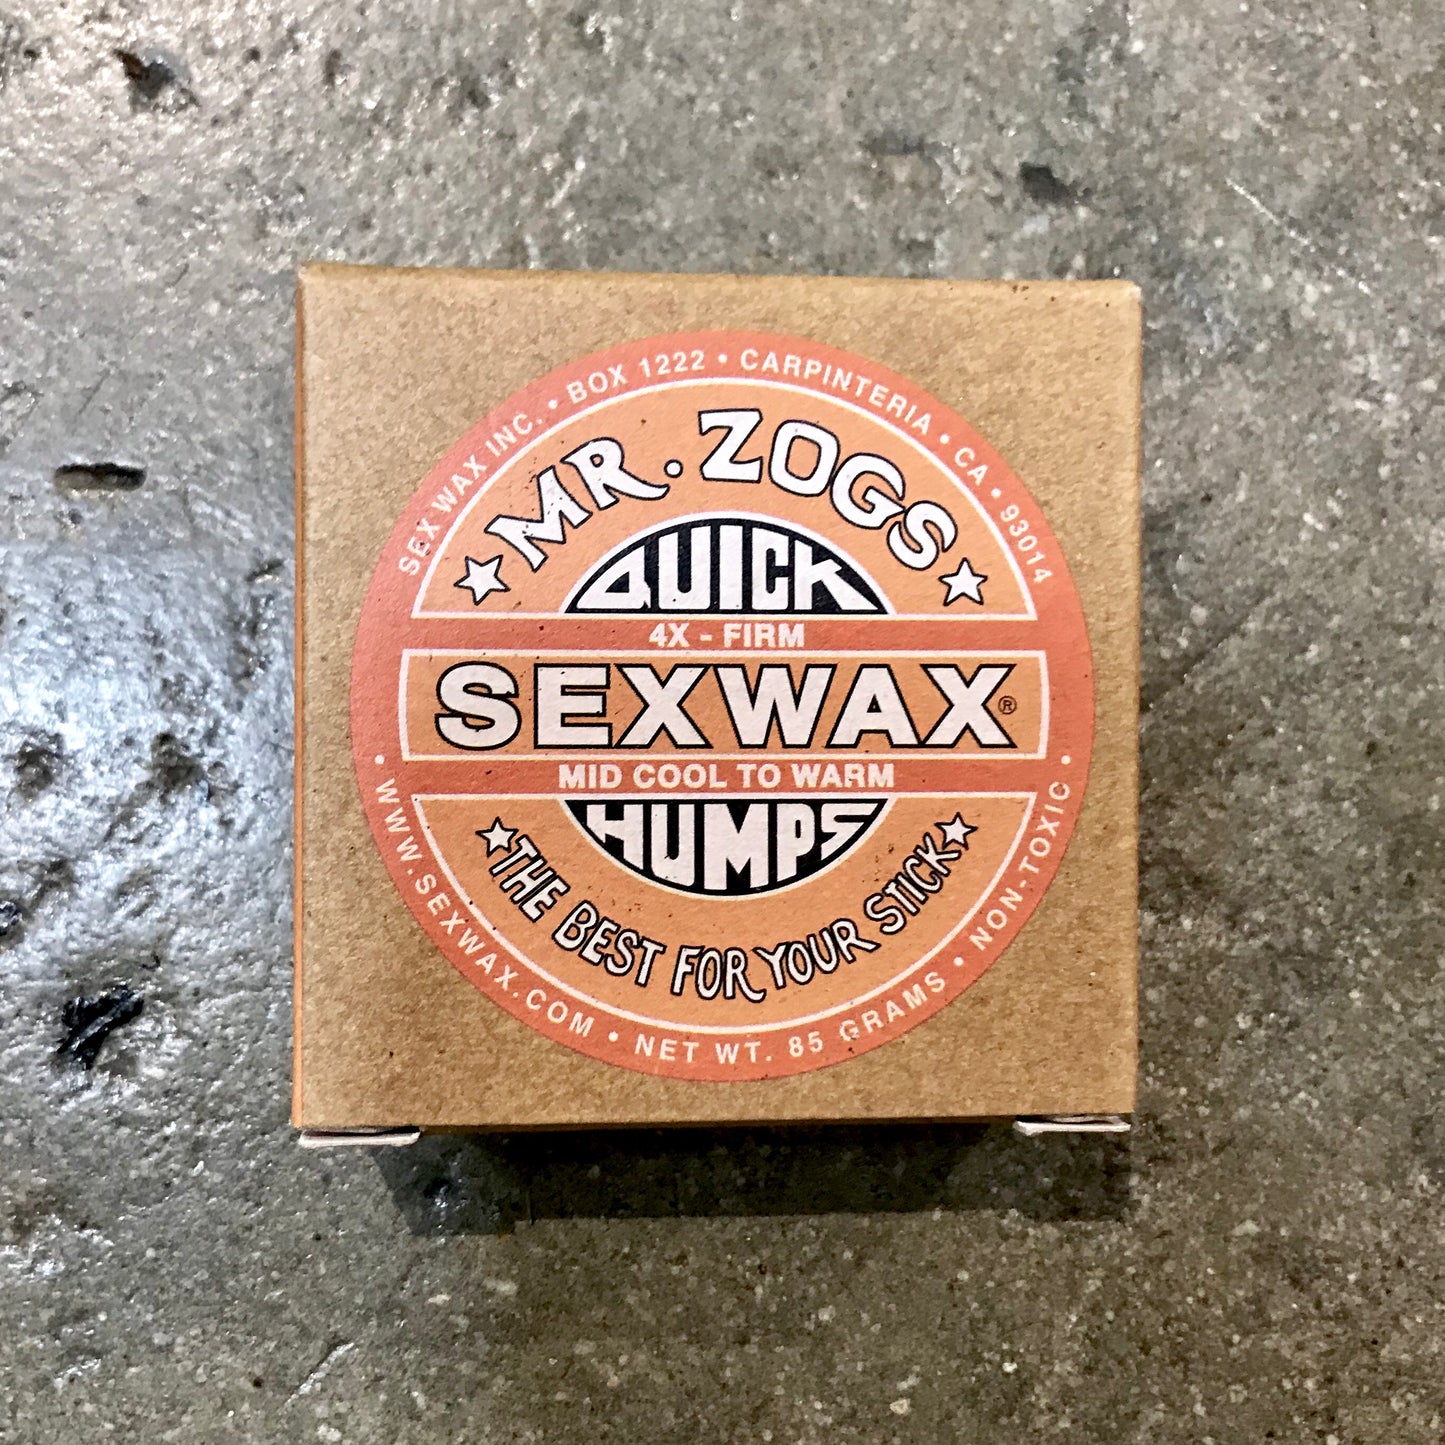 SEX WAX INC. • BOX 1222 • CARPINTERIA • CA • 93014
MR. ZOGS
QUICK
4X - FIRM
SEXWAX®
MID COOL TO WARM
HUMPS
THE BEST FOR YOUR STICK
• WWW.SEXWAX.COM • NET WT. 85 GRAMS • NON-TOXIC •